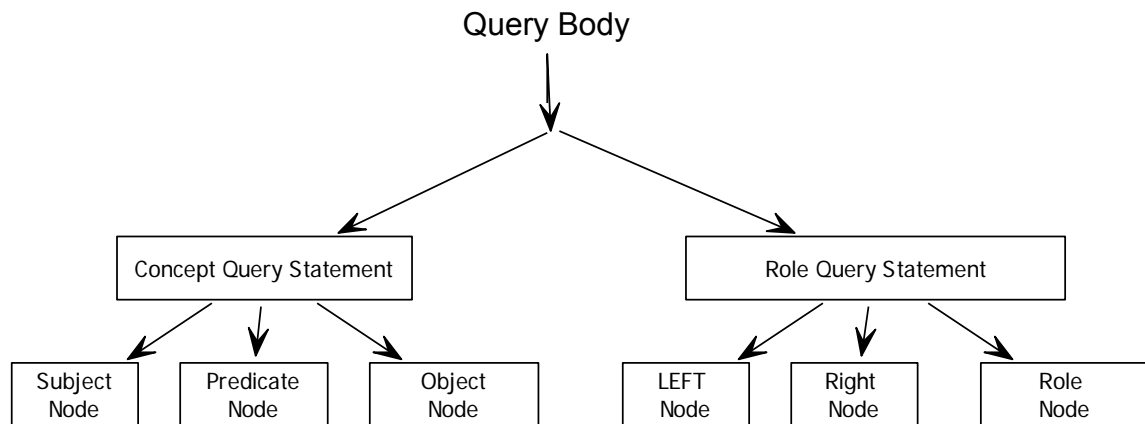 Query Body
Concept Query Statement
Role Query Statement
Subject
Node
Predicate
Node
Object
Node
LEFT
Node
Right
Node
Role
Node